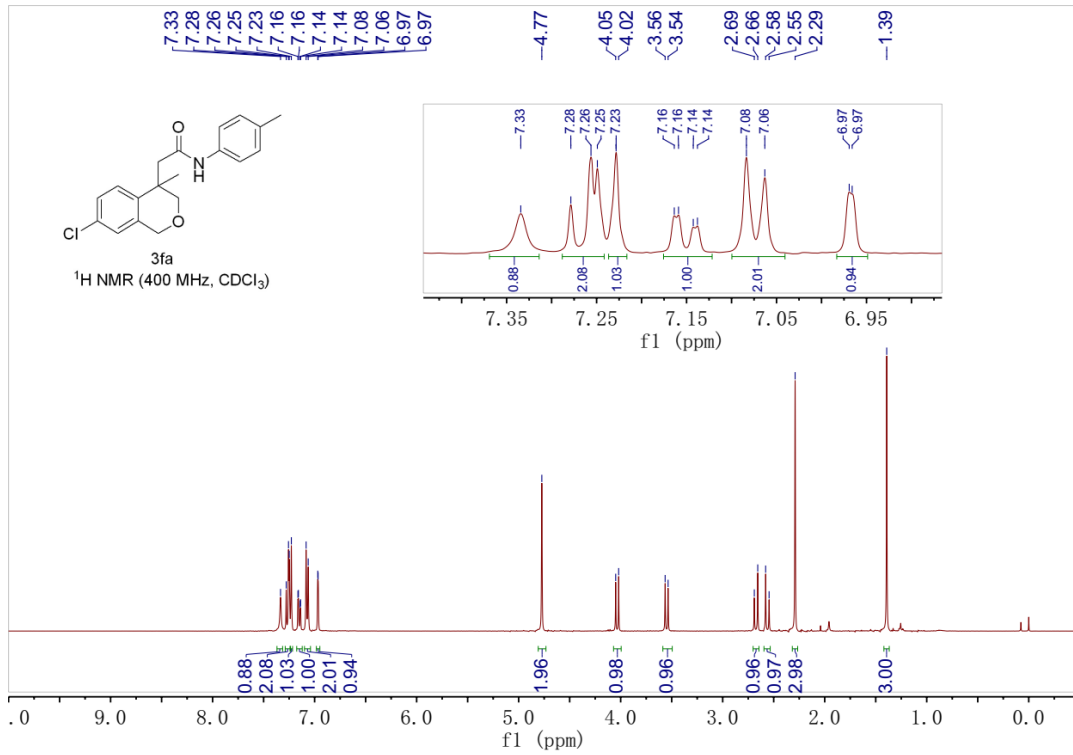 7.33 7.28 7.26 7.25 7.23 7.16 7.16 7.14 7.14 7.08 7.06 6.97 6.97 4.77 4.05 4.02 3.56 3.54 2.69 2.66 2.58 2.55 2.29 1.39
O
N
H
O
Cl
3fa
¹H NMR (400 MHz, CDCl₃)
7.33 7.28 7.26 7.25 7.23 7.16 7.16 7.14 7.14 7.08 7.06 6.97 6.97
0.88 2.08 1.03 1.00 2.01 0.94
7.35 7.25 7.15 7.05 6.95
f1 (ppm)
0.88 2.08 1.03 1.00 2.01 0.94 1.96 0.98 0.96 0.96 0.97 2.98 3.00
.0 8.0 7.0 6.0 5.0 4.0 3.0 2.0 1.0 0.0
f1 (ppm)